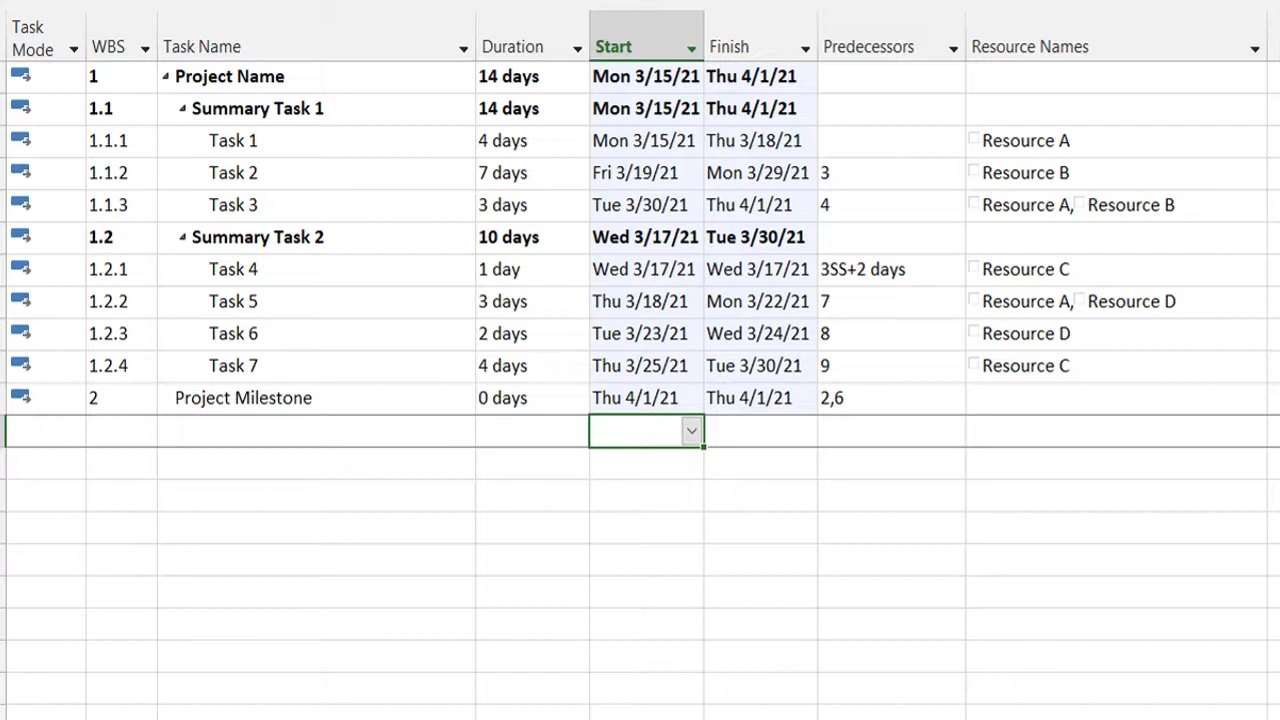 Task Mode WBS Task Name Duration Start Finish Predecessors Resource Names
1 Project Name 14 days Mon 3/15/21 Thu 4/1/21
1.1 Summary Task 1 14 days Mon 3/15/21 Thu 4/1/21
1.1.1 Task 1 4 days Mon 3/15/21 Thu 3/18/21 Resource A
1.1.2 Task 2 7 days Fri 3/19/21 Mon 3/29/21 3 Resource B
1.1.3 Task 3 3 days Tue 3/30/21 Thu 4/1/21 4 Resource A, Resource B
1.2 Summary Task 2 10 days Wed 3/17/21 Tue 3/30/21
1.2.1 Task 4 1 day Wed 3/17/21 Wed 3/17/21 3SS+2 days Resource C
1.2.2 Task 5 3 days Thu 3/18/21 Mon 3/22/21 7 Resource A, Resource D
1.2.3 Task 6 2 days Tue 3/23/21 Wed 3/24/21 8 Resource D
1.2.4 Task 7 4 days Thu 3/25/21 Tue 3/30/21 9 Resource C
2 Project Milestone 0 days Thu 4/1/21 Thu 4/1/21 2,6